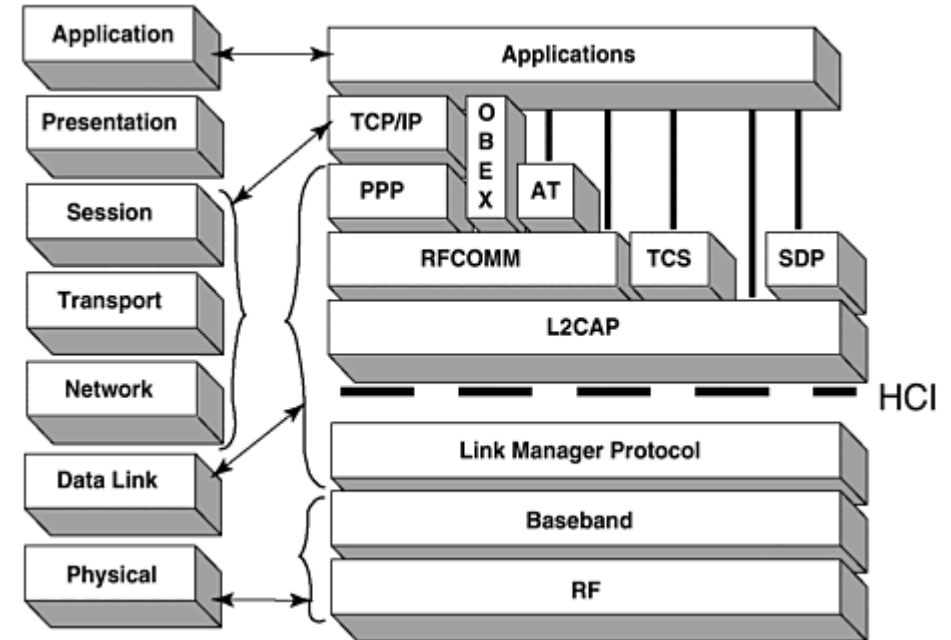 Application
Presentation
Session
Transport
Network
Data Link
Physical
Applications
TCP/IP
OBEX
PPP
AT
RFCOMM
TCS
SDP
L2CAP
HCI
Link Manager Protocol
Baseband
RF